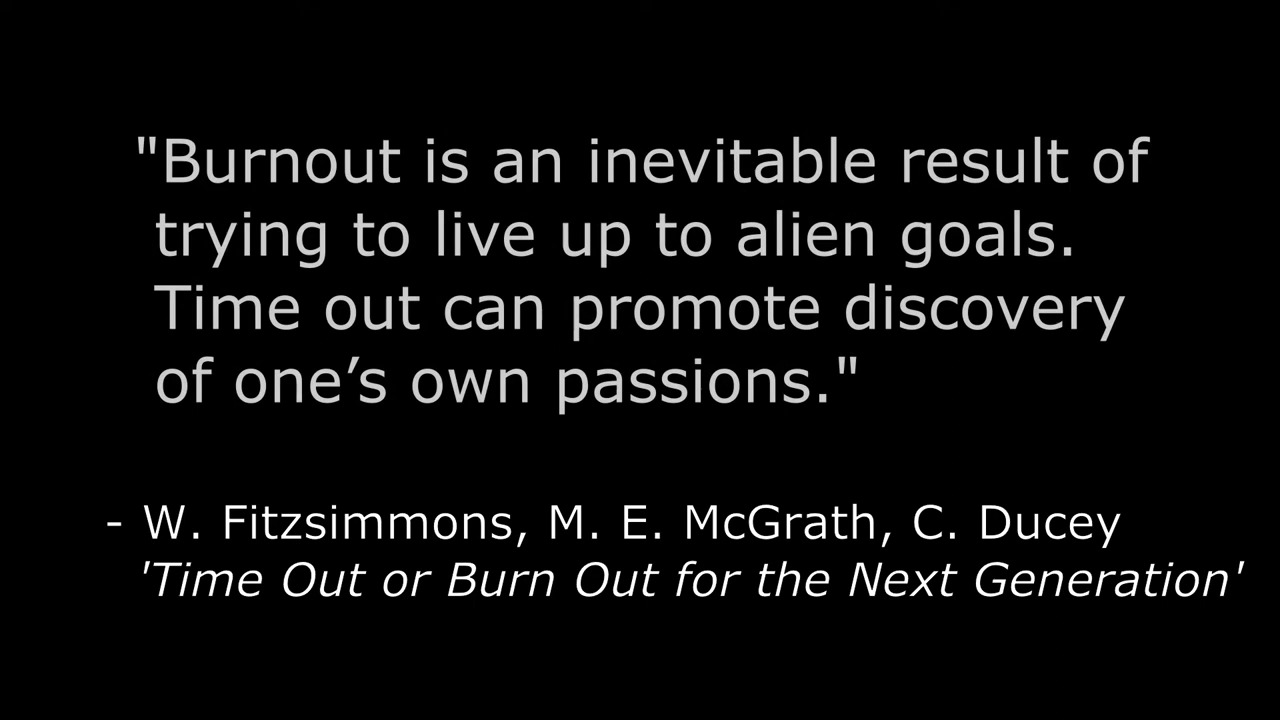 "Burnout is an inevitable result of
trying to live up to alien goals.
Time out can promote discovery
of one’s own passions."
- W. Fitzsimmons, M. E. McGrath, C. Ducey
'Time Out or Burn Out for the Next Generation'